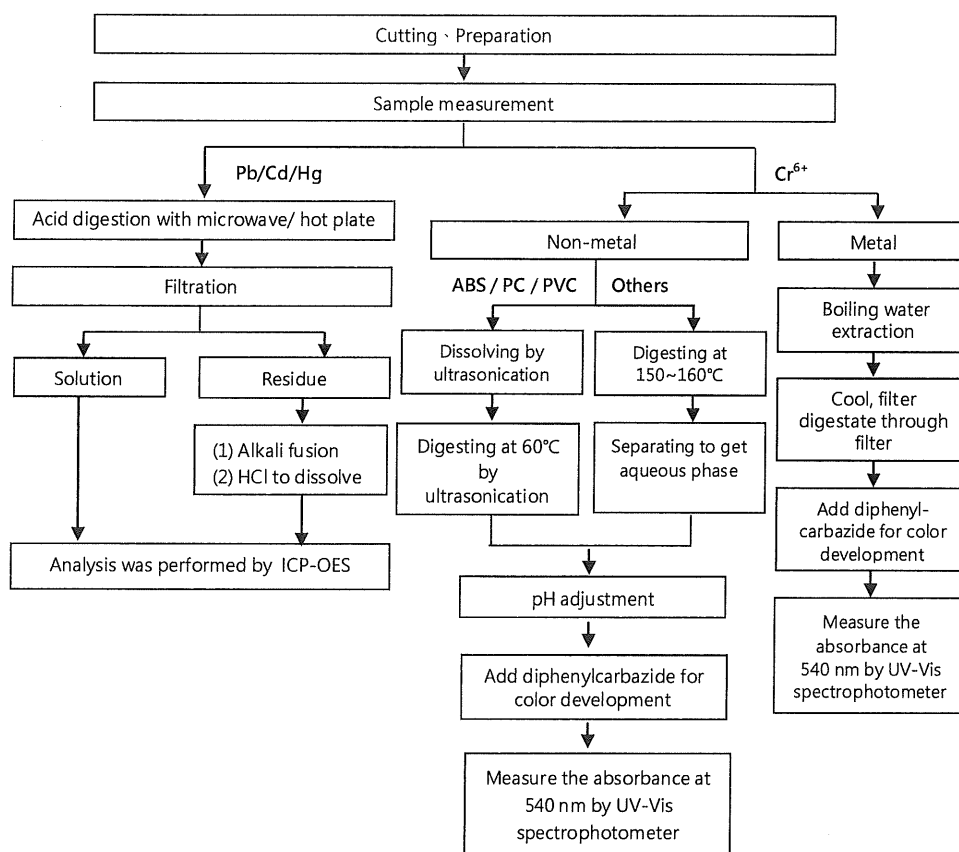 Cutting、Preparation
Sample measurement
Pb/Cd/Hg
Acid digestion with microwave/ hot plate
Filtration
Solution
Residue
(1) Alkali fusion
(2) HCl to dissolve
Analysis was performed by ICP-OES
Cr⁶⁺
Non-metal
ABS / PC / PVC
Others
Dissolving by
ultrasonication
Digesting at 60℃
by
ultrasonication
Digesting at
150~160℃
Separating to get
aqueous phase
pH adjustment
Add diphenylcarbazide for
color development
Measure the absorbance at
540 nm by UV-Vis
spectrophotometer
Metal
Boiling water
extraction
Cool, filter
digestate through
filter
Add diphenyl-
carbazide for color
development
Measure the
absorbance at
540 nm by UV-Vis
spectrophotometer